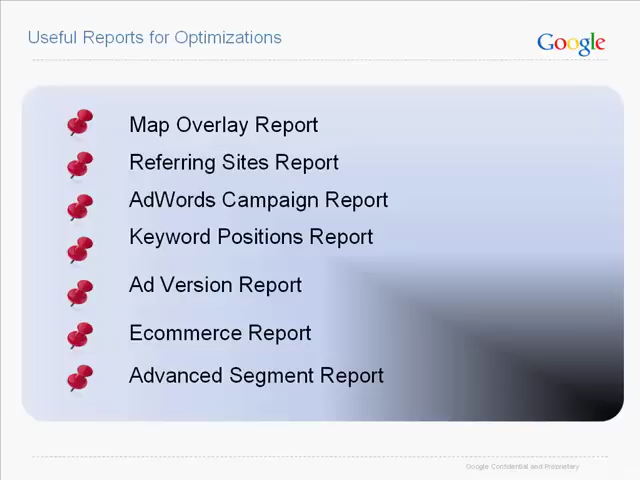 Useful Reports for Optimizations
Google
Map Overlay Report
Referring Sites Report
AdWords Campaign Report
Keyword Positions Report
Ad Version Report
Ecommerce Report
Advanced Segment Report
Google Confidential and Proprietary